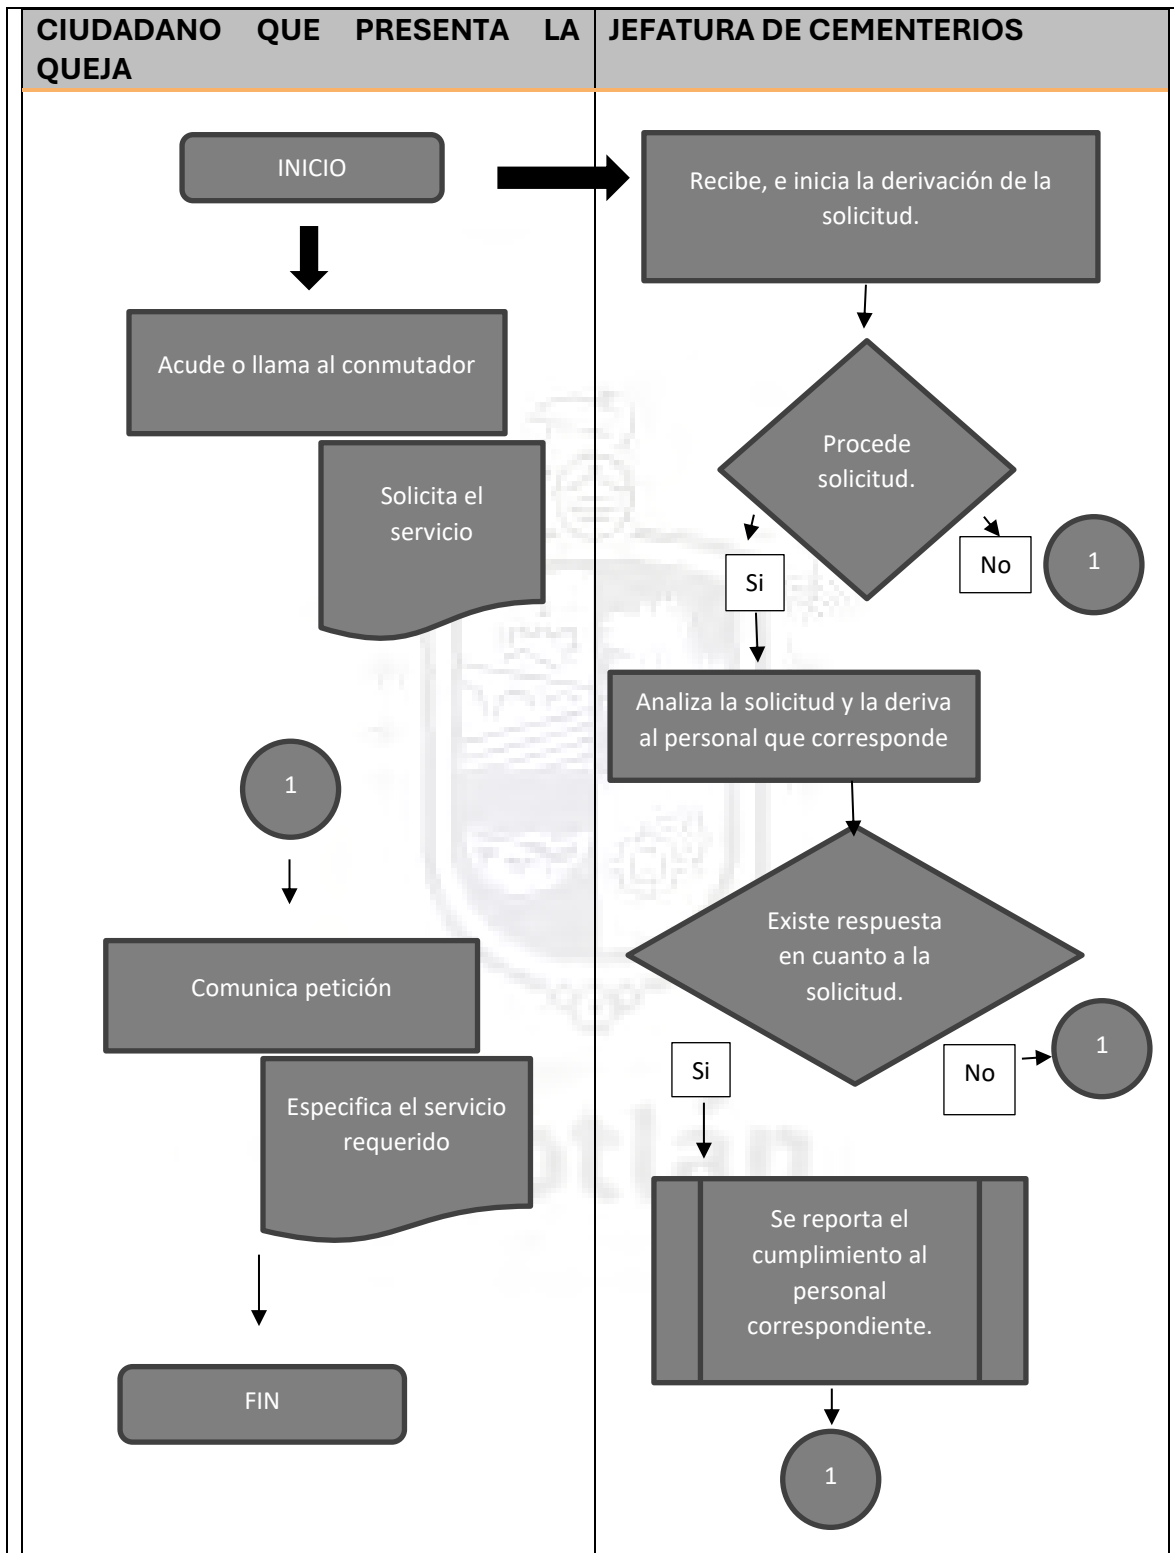 CIUDADANO QUE PRESENTA LA
QUEJA
JEFATURA DE CEMENTERIOS
INICIO
Acude o llama al conmutador
Solicita el
servicio
1
Comunica petición
Especifica el servicio
requerido
FIN
Recibe, e inicia la derivación de la
solicitud.
Procede
solicitud.
Si
No
1
Analiza la solicitud y la deriva
al personal que corresponde
Existe respuesta
en cuanto a la
solicitud.
Si
No
1
Se reporta el
cumplimiento al
personal
correspondiente.
1